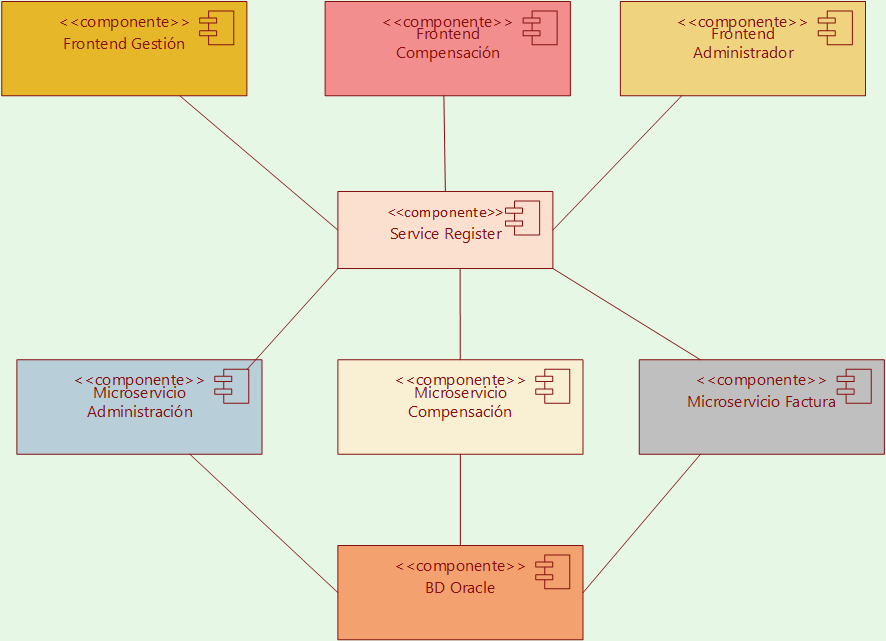 <<componente>>
Frontend Gestión
<<componente>>
Frontend
Compensación
<<componente>>
Frontend
Administrador
<<componente>>
Service Register
<<componente>>
Microservicio
Administración
<<componente>>
Microservicio
Compensación
<<componente>>
Microservicio Factura
<<componente>>
BD Oracle